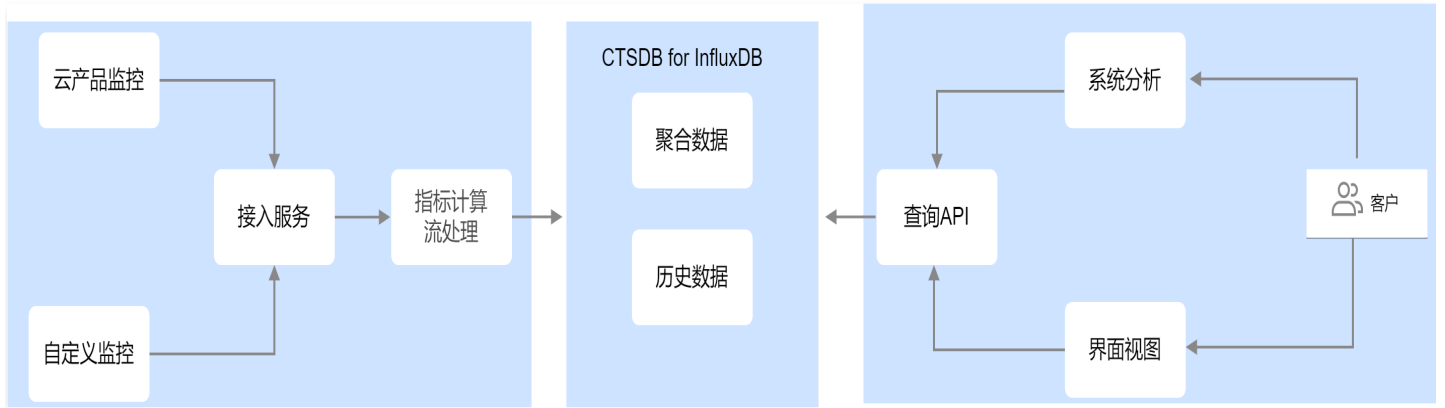 云产品监控
接入服务
自定义监控
指标计算
流处理
CTSDB for InfluxDB
聚合数据
历史数据
查询API
系统分析
界面视图
客户